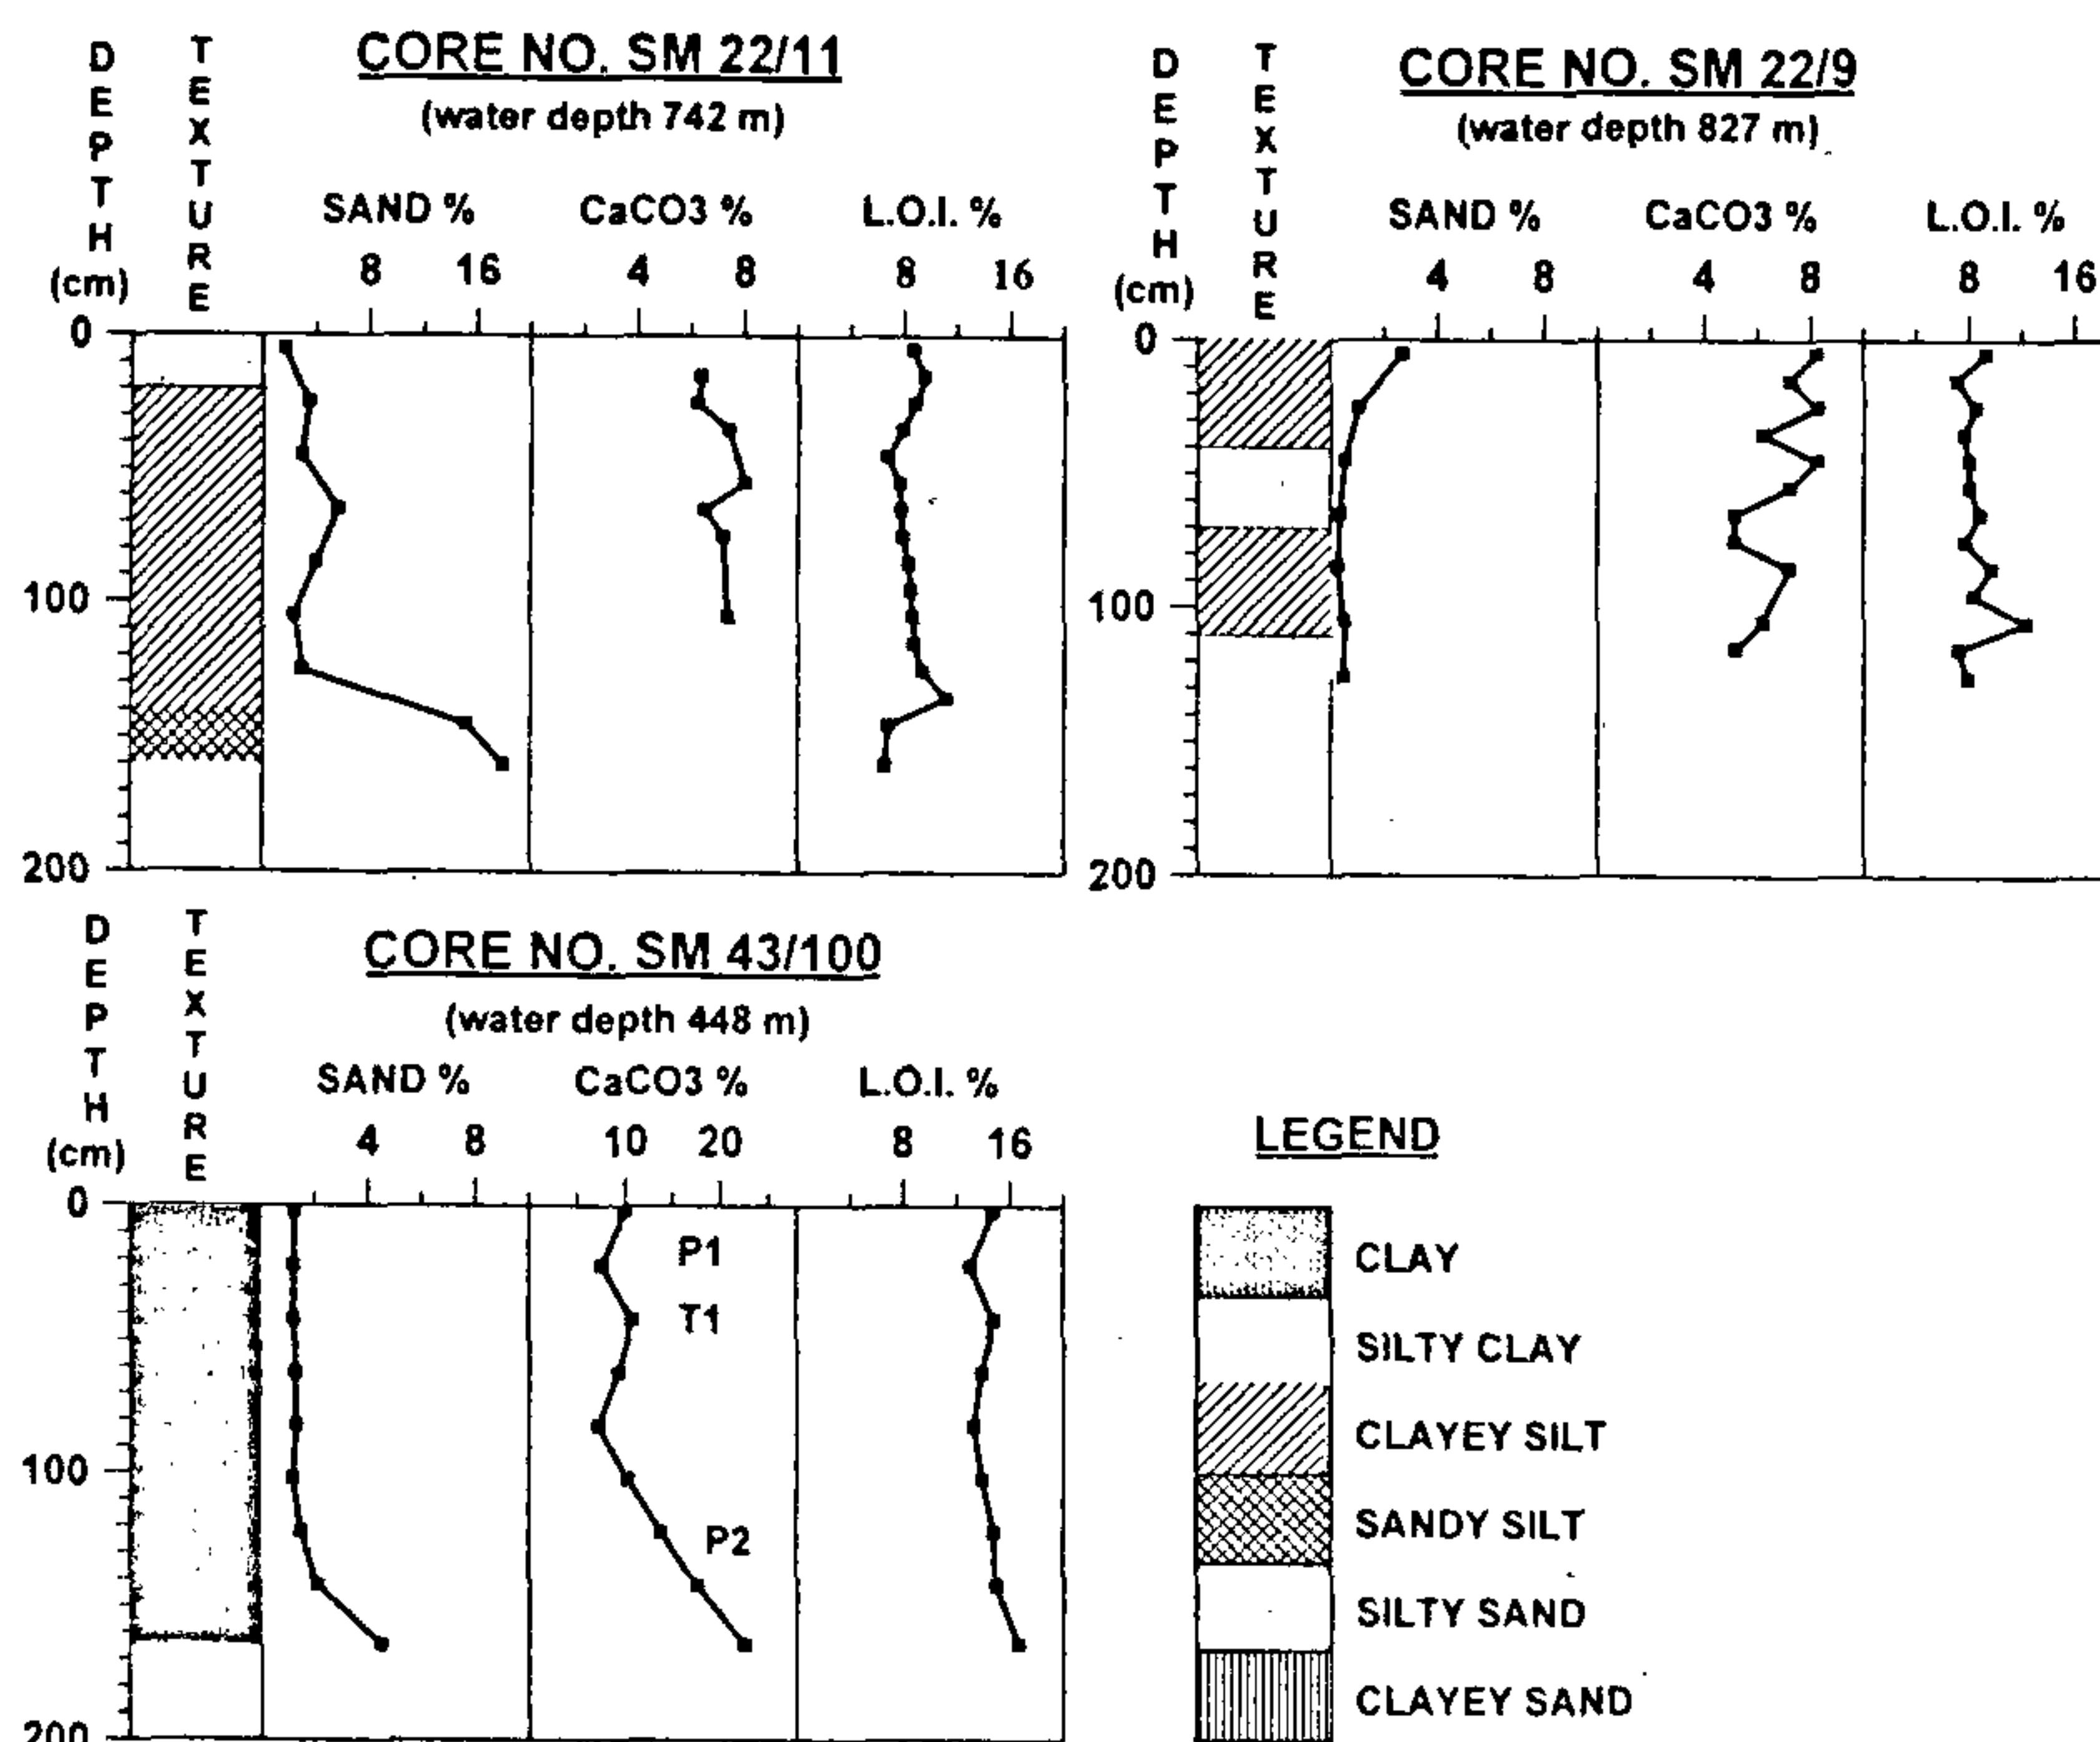 DEPTH
(cm)
TEXTURE
CORE NO. SM 22/11
(water depth 742 m)
SAND % CaCO3 % L.O.I. %
8 16 4 8 8 16
0
100
200
DEPTH
(cm)
TEXTURE
CORE NO. SM 22/9
(water depth 827 m)
SAND % CaCO3 % L.O.I. %
4 8 4 8 8 16
0
100
200
DEPTH
(cm)
TEXTURE
CORE NO. SM 43/100
(water depth 448 m)
SAND % CaCO3 % L.O.I. %
4 8 10 20 8 16
0
P1
T1
100
P2
200
LEGEND
CLAY
SILTY CLAY
CLAYEY SILT
SANDY SILT
SILTY SAND
CLAYEY SAND